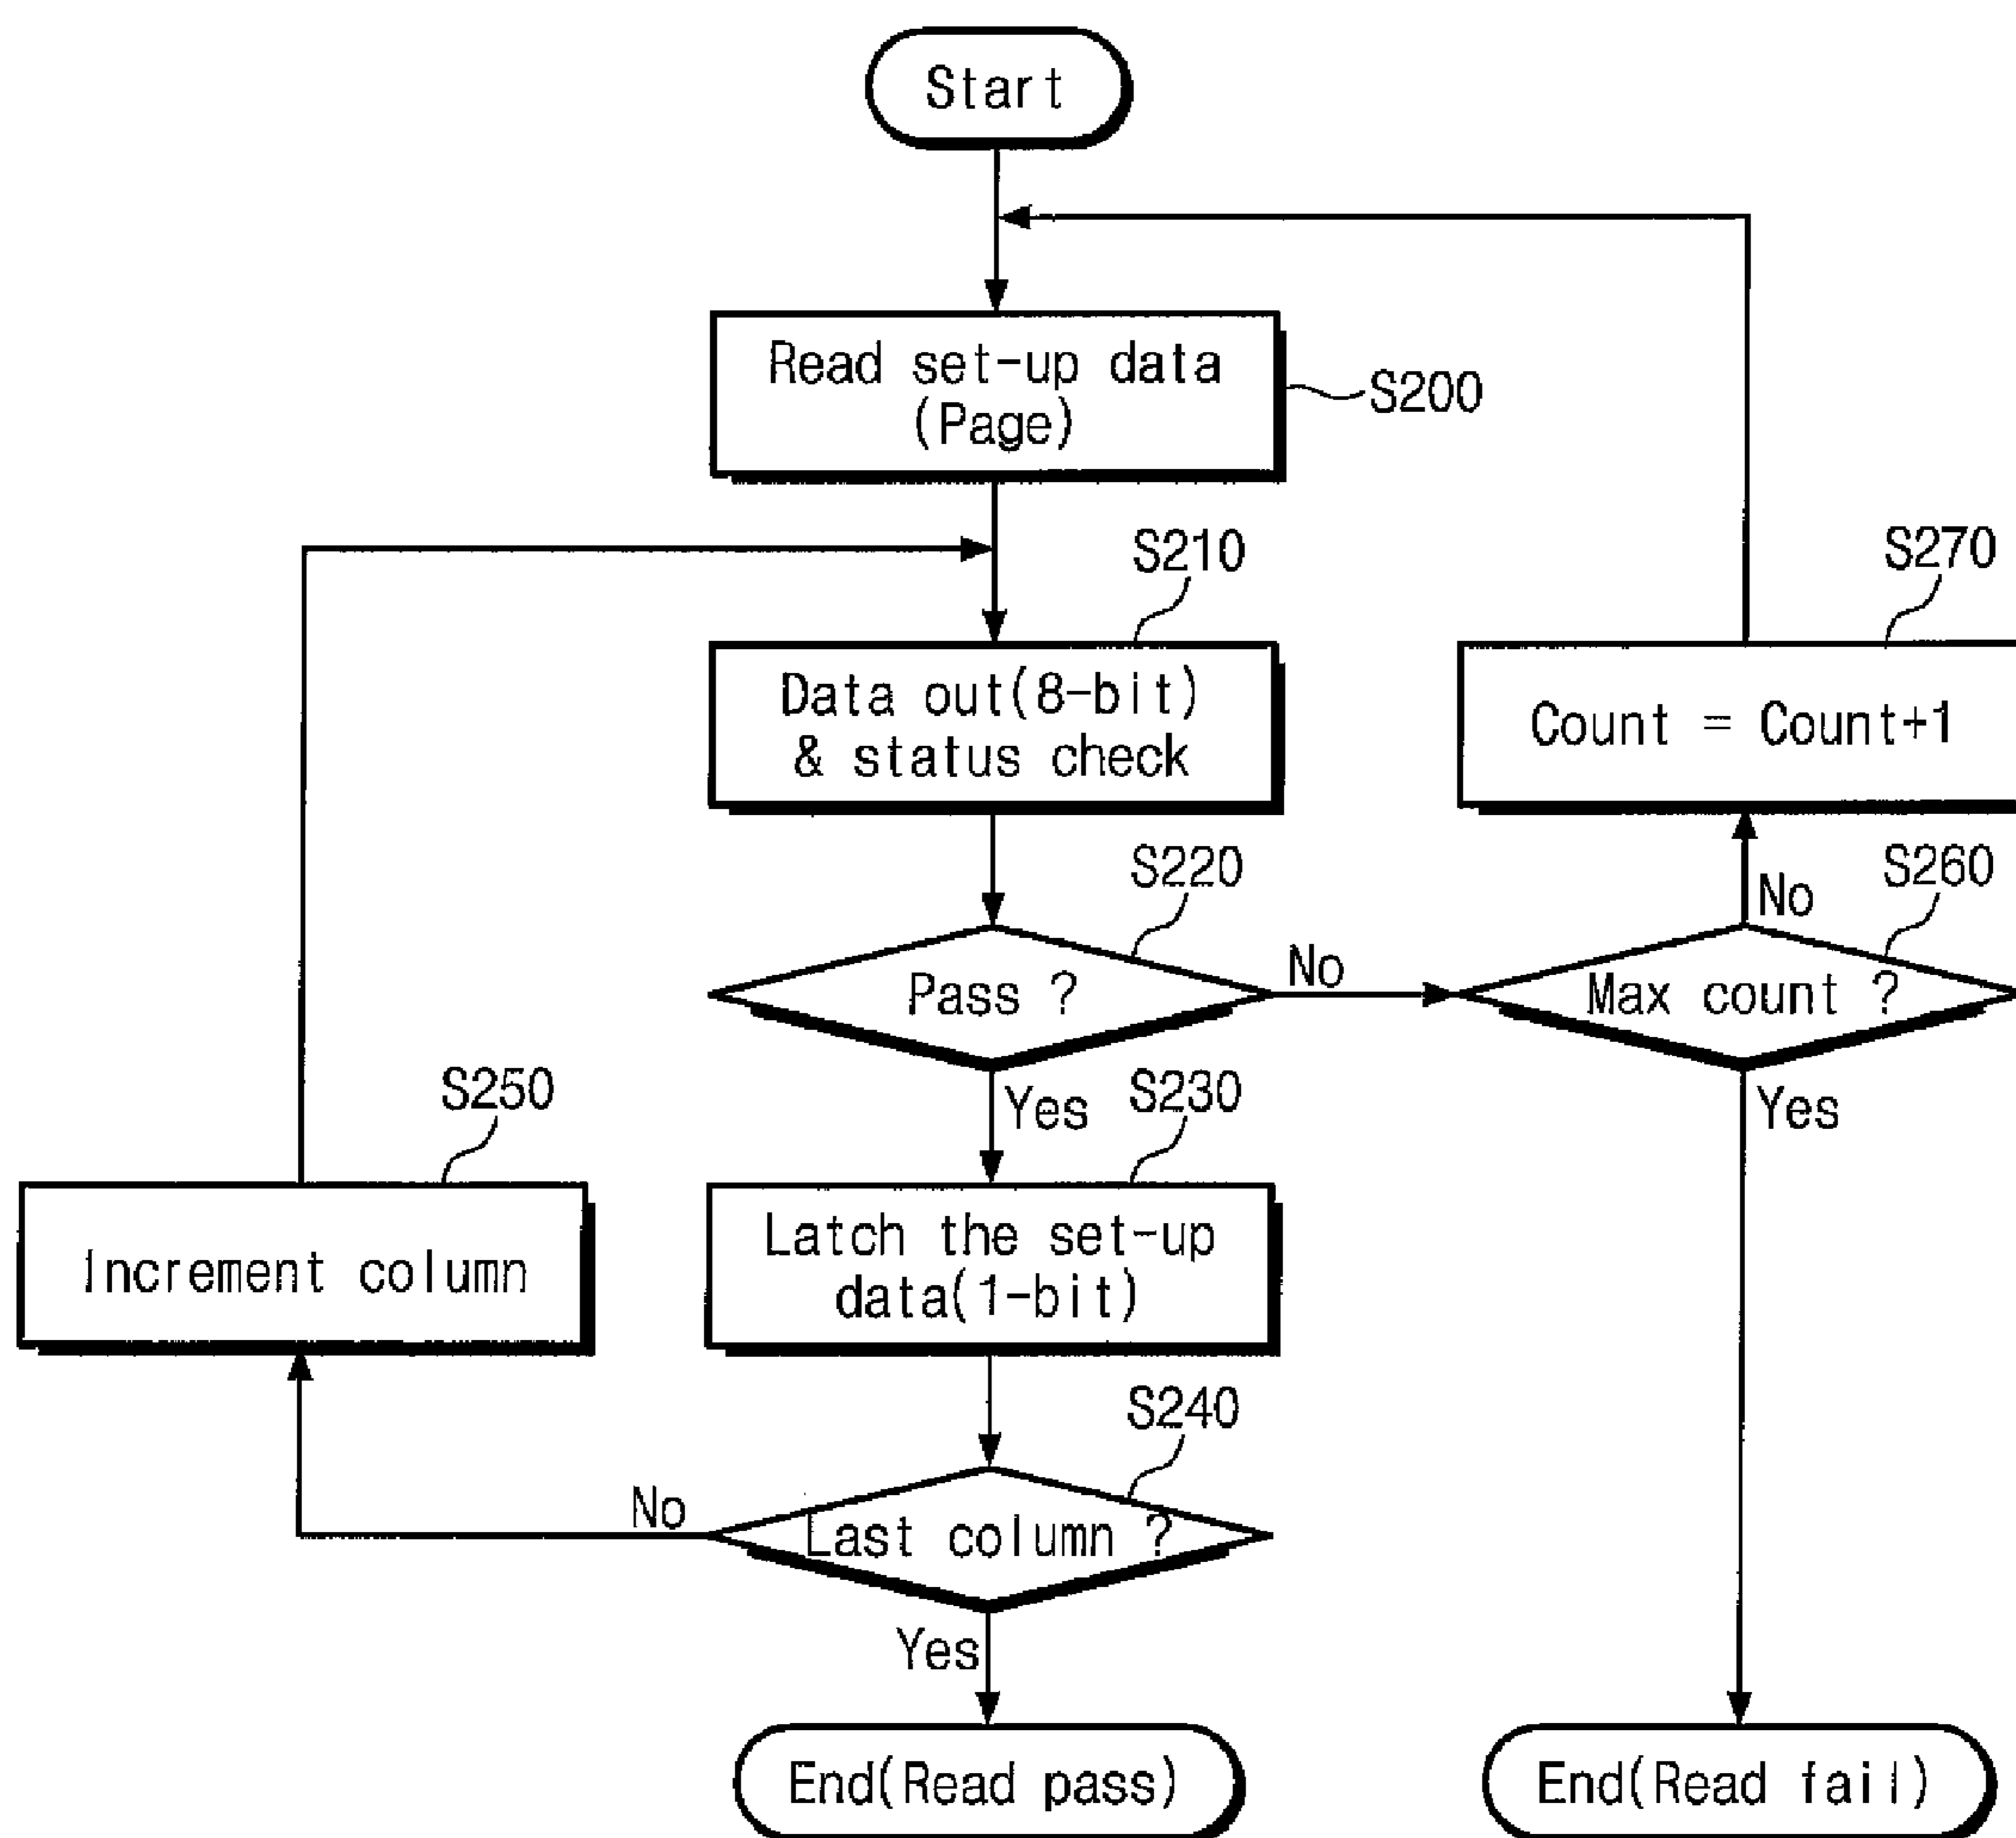 Start
Read set-up data
(Page)
S200
S210
S270
Data out(8-bit)
& status check
Count = Count+1
S220
S260
No
Pass ?
No
Max count ?
S250
Yes
S230
Yes
Increment column
Latch the set-up
data(1-bit)
S240
No
Last column ?
Yes
End(Read pass)
End(Read fail)